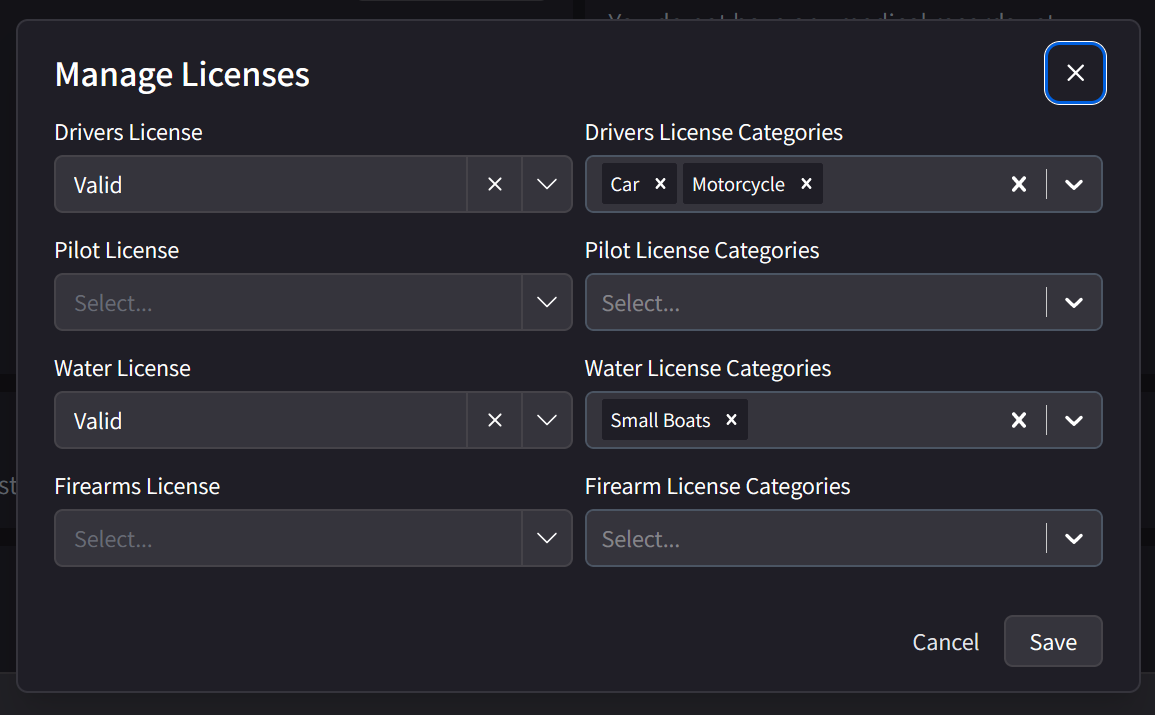 Manage Licenses
Drivers License
Drivers License Categories
Valid
Car
Motorcycle
Pilot License
Pilot License Categories
Select...
Select...
Water License
Water License Categories
Valid
Small Boats
st
Firearms License
Firearm License Categories
Select...
Select...
Cancel
Save